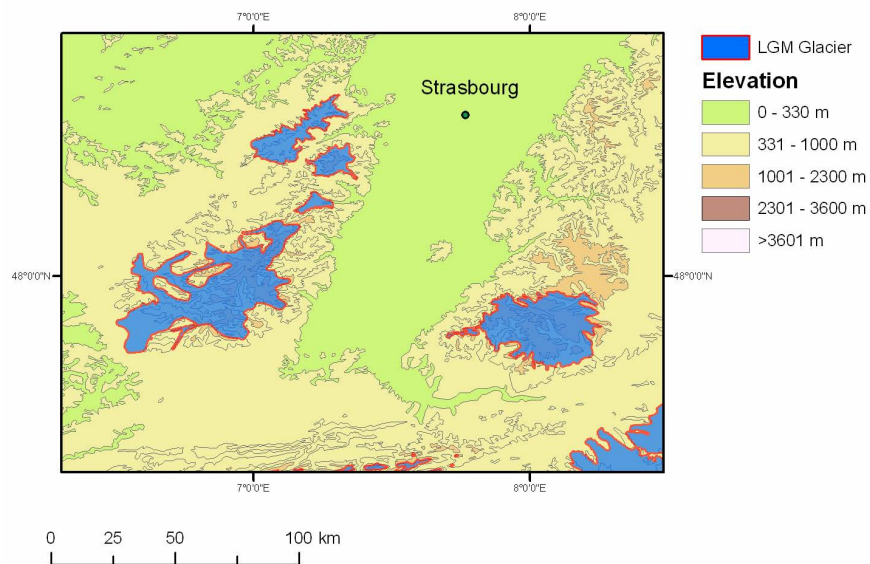 7°0'0"E 8°0'0"E
Strasbourg
48°0'0"N 48°0'0"N
7°0'0"E 8°0'0"E
0 25 50 100 km
LGM Glacier
Elevation
0 - 330 m
331 - 1000 m
1001 - 2300 m
2301 - 3600 m
>3601 m